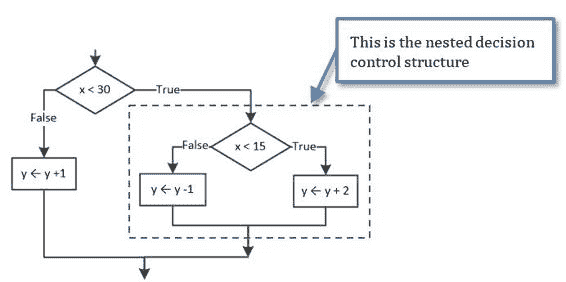 This is the nested decision
control structure
x < 30
True
False
x < 15
False
True
y ← y +1
y ← y -1
y ← y + 2